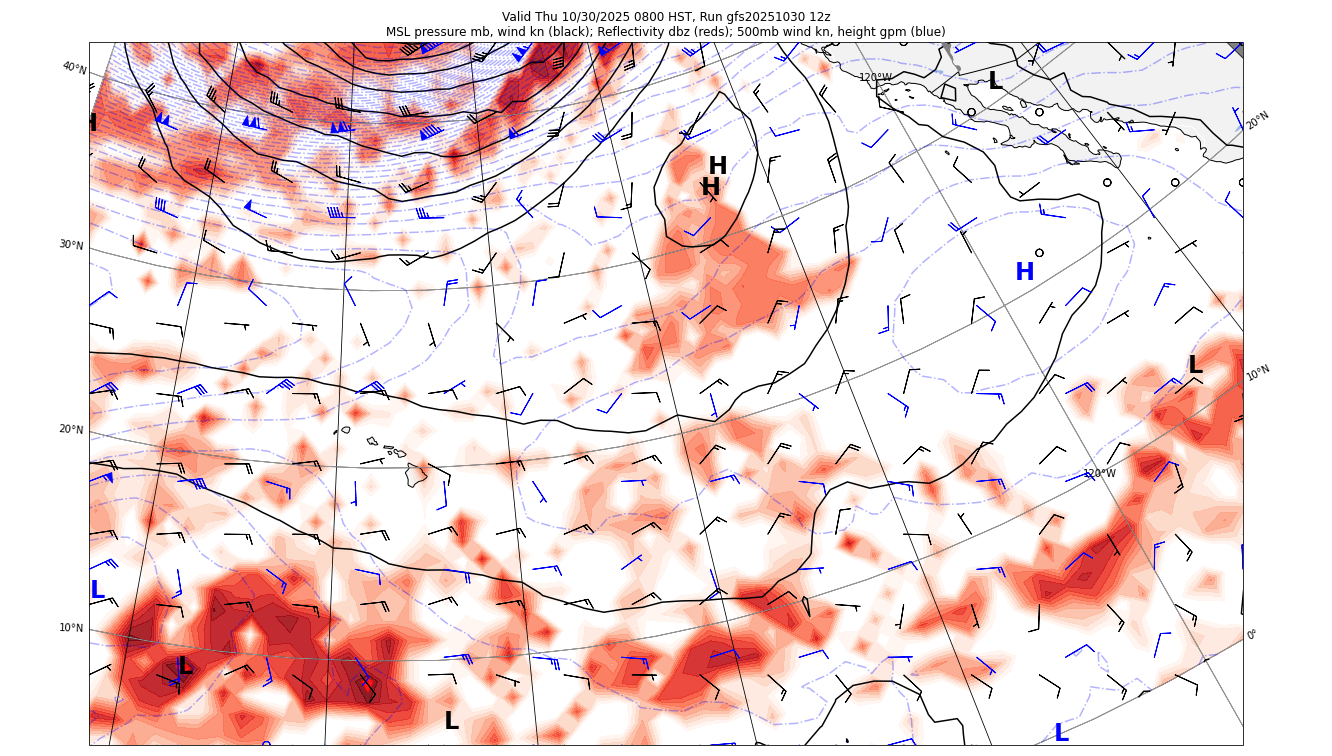 Valid Thu 10/30/2025 0800 HST, Run gfs20251030 12z
MSL pressure mb, wind kn (black); Reflectivity dbz (reds); 500mb wind kn, height gpm (blue)
40°N
120°W
L
20°N
H
H
H
30°N
H
L
10°N
20°N
120°W
L
10°N
0°
L
L
L